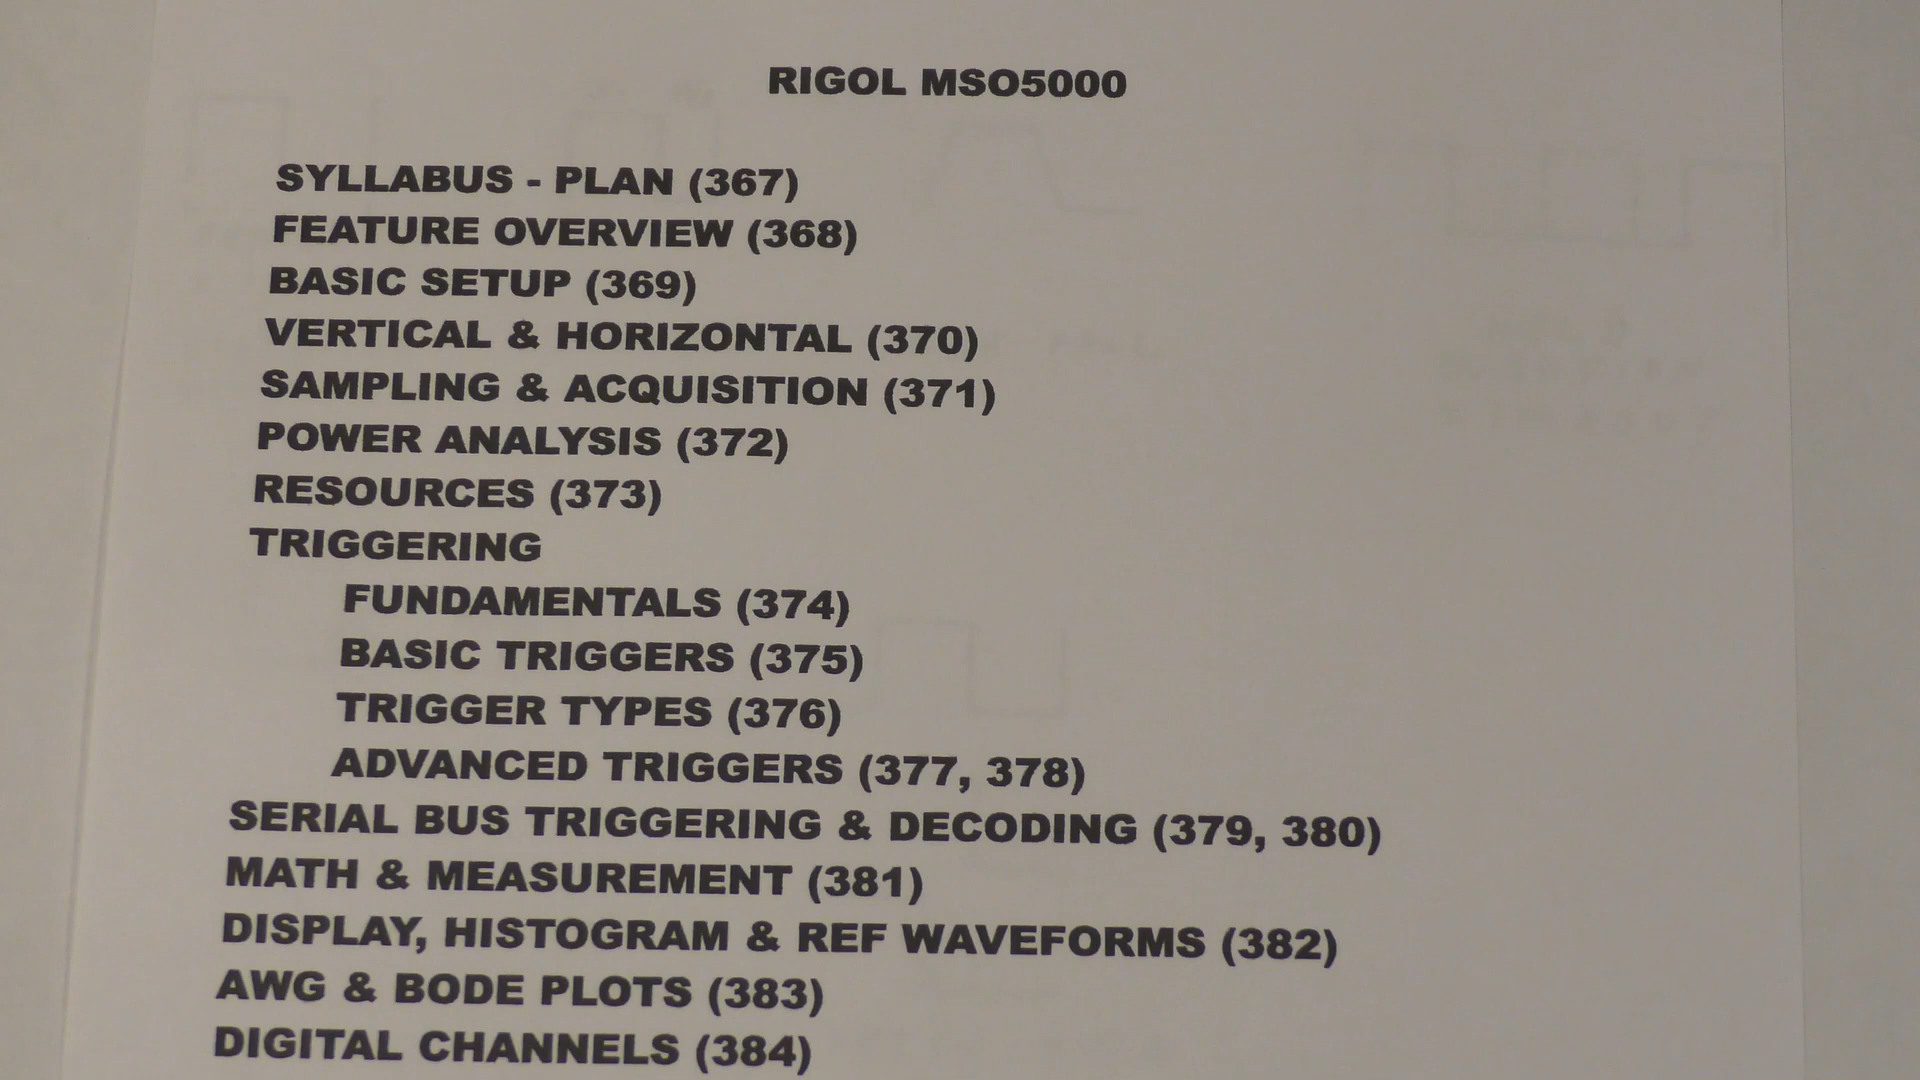 RIGOL MSO5000
SYLLABUS - PLAN (367)
FEATURE OVERVIEW (368)
BASIC SETUP (369)
VERTICAL & HORIZONTAL (370)
SAMPLING & ACQUISITION (371)
POWER ANALYSIS (372)
RESOURCES (373)
TRIGGERING
FUNDAMENTALS (374)
BASIC TRIGGERS (375)
TRIGGER TYPES (376)
ADVANCED TRIGGERS (377, 378)
SERIAL BUS TRIGGERING & DECODING (379, 380)
MATH & MEASUREMENT (381)
DISPLAY, HISTOGRAM & REF WAVEFORMS (382)
AWG & BODE PLOTS (383)
DIGITAL CHANNELS (384)